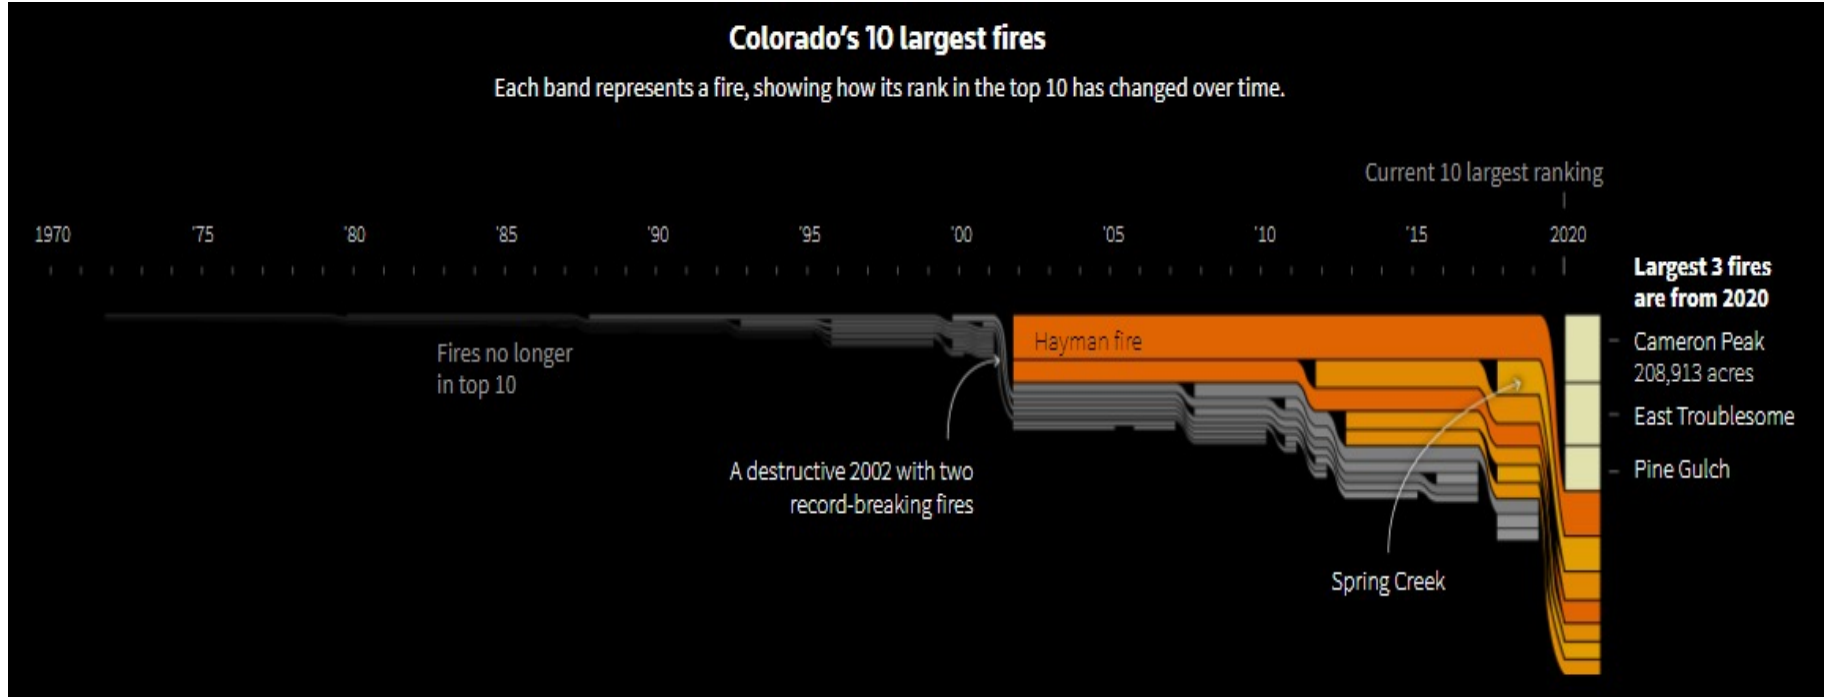 Colorado's 10 largest fires
Each band represents a fire, showing how its rank in the top 10 has changed over time.
Current 10 largest ranking
1970 '75 '80 '85 '90 '95 '00 '05 '10 '15 2020
Largest 3 fires
are from 2020
Hayman fire
Cameron Peak
208,913 acres
Fires no longer
in top 10
East Troublesome
A destructive 2002 with two
record-breaking fires
Pine Gulch
Spring Creek